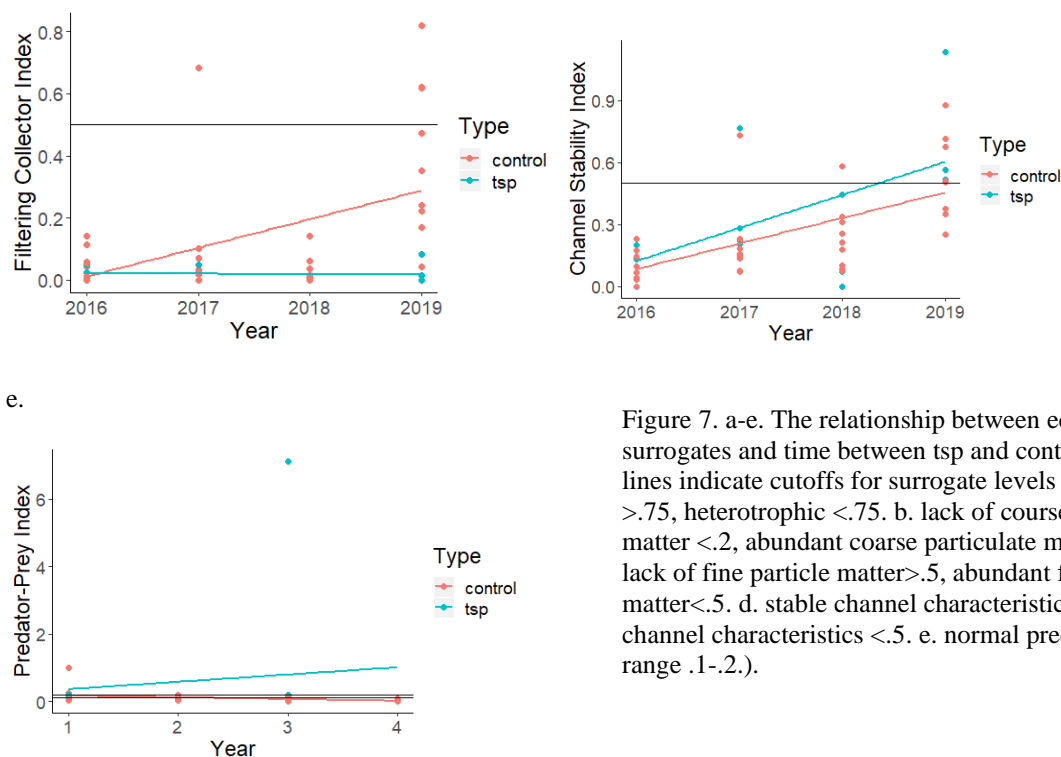 Filtering Collector Index
0.8
0.6
0.4
0.2
0.0
2016 2017 2018 2019
Year
Type
control
tsp
Channel Stability Index
0.9
0.6
0.3
0.0
2016 2017 2018 2019
Year
Type
control
tsp
e.
Predator-Prey Index
6
4
2
0
1 2 3 4
Year
Type
control
tsp
Figure 7. a-e. The relationship between
surrogates and time between tsp and
lines indicate cutoffs for surrogate levels
>.75, heterotrophic <.75. b. lack of course
matter <.2, abundant coarse particulate
lack of fine particle matter>.5, abundant
matter<.5. d. stable channel
channel characteristics <.5. e. normal
range .1-.2.).